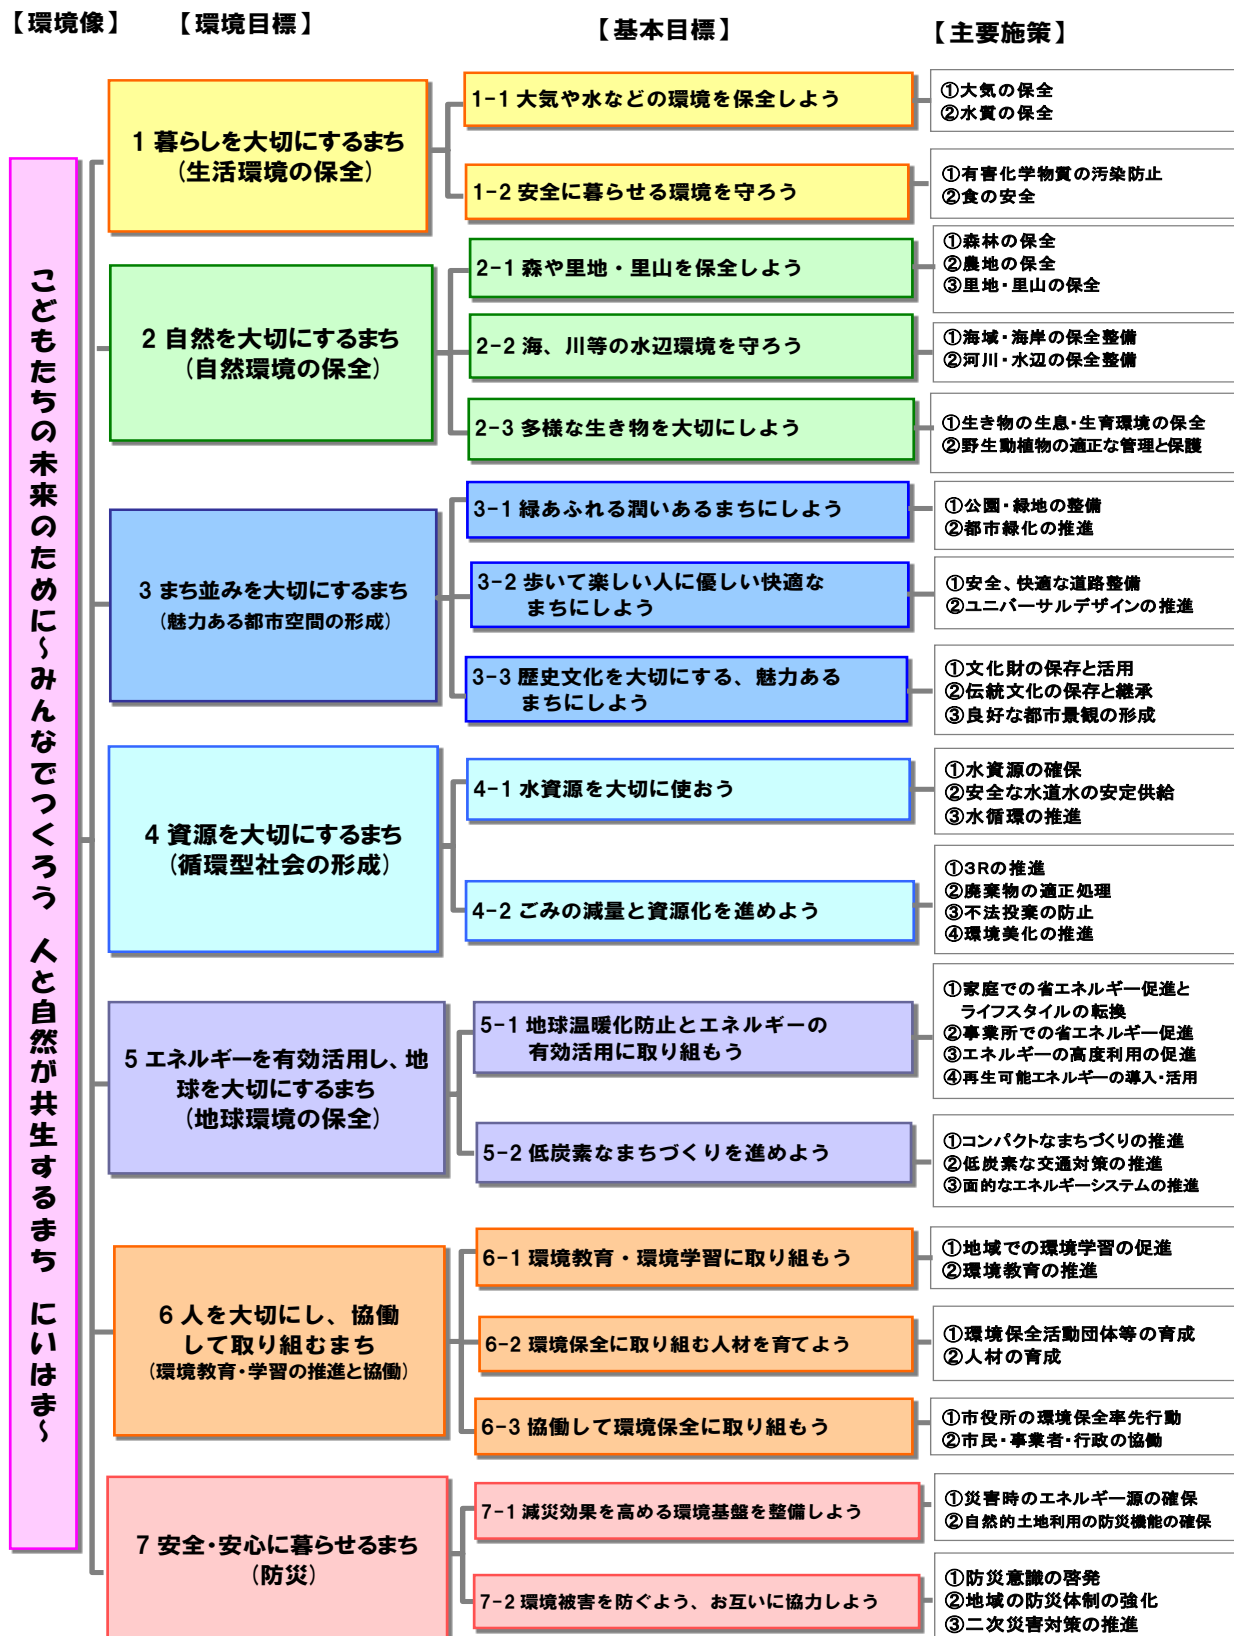 【環境像】
【環境目標】
【基本目標】
【主要施策】
こどもたちの未来のために～みんなでつくろう　人と自然が共生するまち　にいはま～
1 暮らしを大切にするまち
(生活環境の保全)
1-1 大気や水などの環境を保全しよう
①大気の保全
②水質の保全
1-2 安全に暮らせる環境を守ろう
①有害化学物質の汚染防止
②食の安全
2 自然を大切にするまち
(自然環境の保全)
2-1 森や里地・里山を保全しよう
①森林の保全
②農地の保全
③里地・里山の保全
2-2 海、川等の水辺環境を守ろう
①海域・海岸の保全整備
②河川・水辺の保全整備
2-3 多様な生き物を大切にしよう
①生き物の生息・生育環境の保全
②野生動植物の適正な管理と保護
3 まち並みを大切にするまち
(魅力ある都市空間の形成)
3-1 緑あふれる潤いあるまちにしよう
①公園・緑地の整備
②都市緑化の推進
3-2 歩いて楽しい人に優しい快適な
まちにしよう
①安全、快適な道路整備
②ユニバーサルデザインの推進
3-3 歴史文化を大切にする、魅力ある
まちにしよう
①文化財の保存と活用
②伝統文化の保存と継承
③良好な都市景観の形成
4 資源を大切にするまち
(循環型社会の形成)
4-1 水資源を大切に使おう
①水資源の確保
②安全な水道水の安定供給
③水循環の推進
4-2 ごみの減量と資源化を進めよう
①3Rの推進
②廃棄物の適正処理
③不法投棄の防止
④環境美化の推進
5 エネルギーを有効活用し、地
球を大切にするまち
(地球環境の保全)
5-1 地球温暖化防止とエネルギーの
有効活用に取り組もう
①家庭での省エネルギー促進と
ライフスタイルの転換
②事業所での省エネルギー促進
③エネルギーの高度利用の促進
④再生可能エネルギーの導入・活用
5-2 低炭素なまちづくりを進めよう
①コンパクトなまちづくりの推進
②低炭素な交通対策の推進
③面的なエネルギーシステムの推進
6 人を大切にし、協働
して取り組むまち
(環境教育・学習の推進と協働)
6-1 環境教育・環境学習に取り組もう
①地域での環境学習の促進
②環境教育の推進
6-2 環境保全に取り組む人材を育てよう
①環境保全活動団体等の育成
②人材の育成
6-3 協働して環境保全に取り組もう
①市役所の環境保全率先行動
②市民・事業者・行政の協働
7 安全・安心に暮らせるまち
(防災)
7-1 減災効果を高める環境基盤を整備しよう
①災害時のエネルギー源の確保
②自然的土地利用の防災機能の確保
7-2 環境被害を防ぐよう、お互いに協力しよう
①防災意識の啓発
②地域の防災体制の強化
③二次災害対策の推進